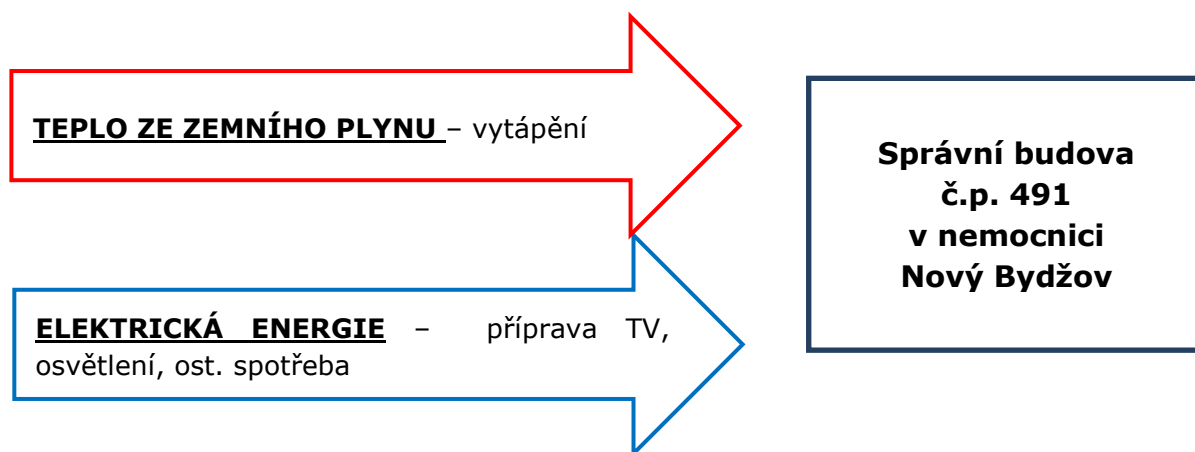 TEPLO ZE ZEMNÍHO PLYNU – vytápění
ELEKTRICKÁ ENERGIE – příprava TV,
osvětlení, ost. spotřeba
Správní budova
č.p. 491
v nemocnici
Nový Bydžov